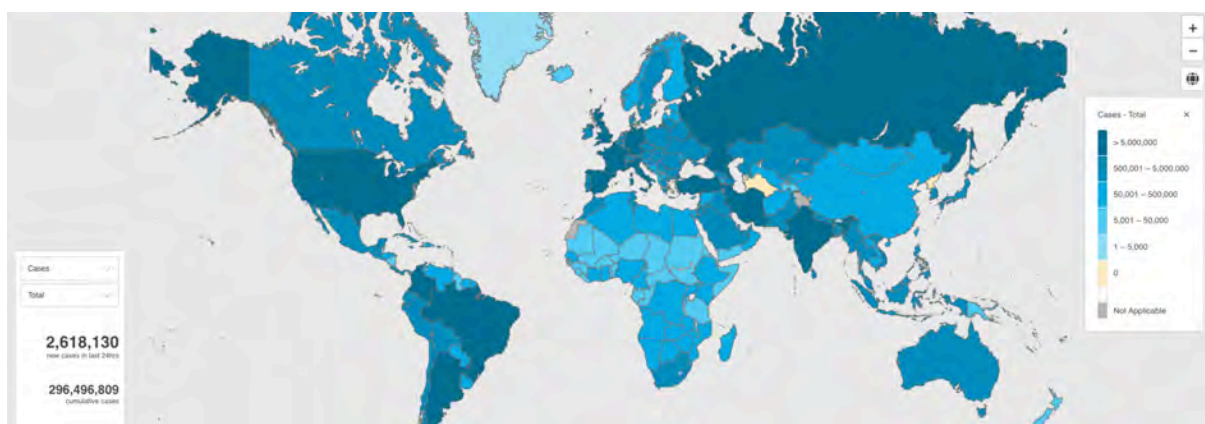 +
−
Cases - Total ×
> 5,000,000
500,001 – 5,000,000
50,001 – 500,000
5,001 – 50,000
1 – 5,000
0
Not Applicable
Cases
Total
2,618,130
new cases in last 24hrs
296,496,809
cumulative cases